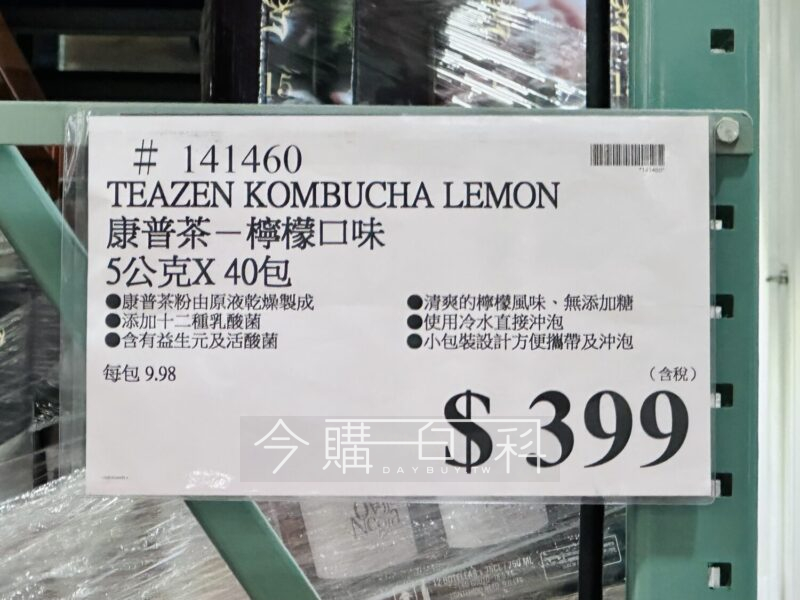 15
# 141460
*141460*
TEAZEN KOMBUCHA LEMON
康普茶－檸檬口味
5公克X 40包
●康普茶粉由原液乾燥製成
●添加十二種乳酸菌
●含有益生元及活酸菌
●清爽的檸檬風味、無添加糖
●使用冷水直接沖泡
●小包裝設計方便攜帶及沖泡
每包 9.98
（含稅）
$ 399
今購百科
DAYBUY.TW